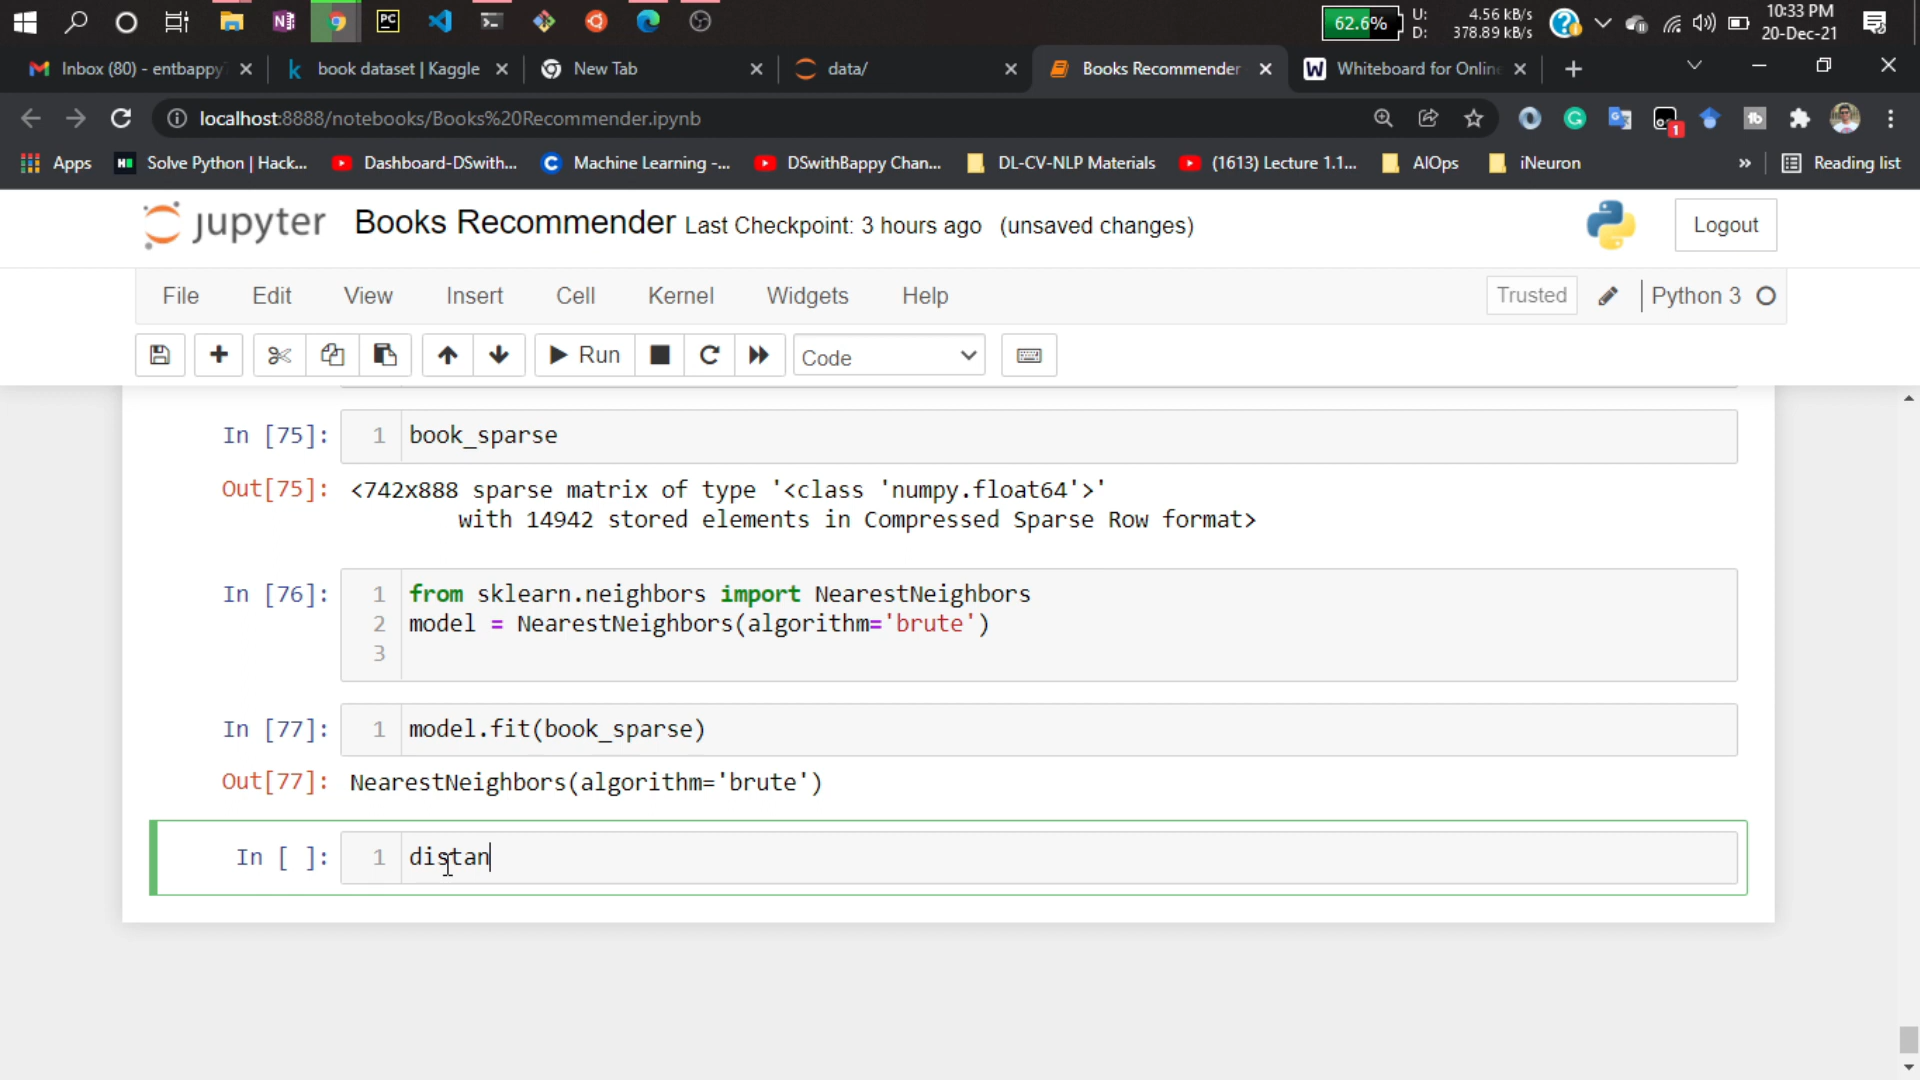 62.6%
U: 4.56 kB/s
D: 378.89 kB/s
10:33 PM
20-Dec-21
Inbox (80) - entbappy
book dataset | Kaggle
New Tab
data/
Books Recommender
Whiteboard for Onlin
localhost:8888/notebooks/Books%20Recommender.ipynb
1
Apps
Solve Python | Hack...
Dashboard-DSwith...
Machine Learning -...
DSwithBappy Chan...
DL-CV-NLP Materials
(1613) Lecture 1.1...
AIOps
iNeuron
»
Reading list
jupyter
Books Recommender Last Checkpoint: 3 hours ago (unsaved changes)
Logout
File Edit View Insert Cell Kernel Widgets Help
Trusted
Python 3
Run
Code
In [75]: 1 book_sparse
Out[75]: <742x888 sparse matrix of type '<class 'numpy.float64'>'
with 14942 stored elements in Compressed Sparse Row format>
In [76]: 1 from sklearn.neighbors import NearestNeighbors
2 model = NearestNeighbors(algorithm='brute')
3
In [77]: 1 model.fit(book_sparse)
Out[77]: NearestNeighbors(algorithm='brute')
In [ ]: 1 distan